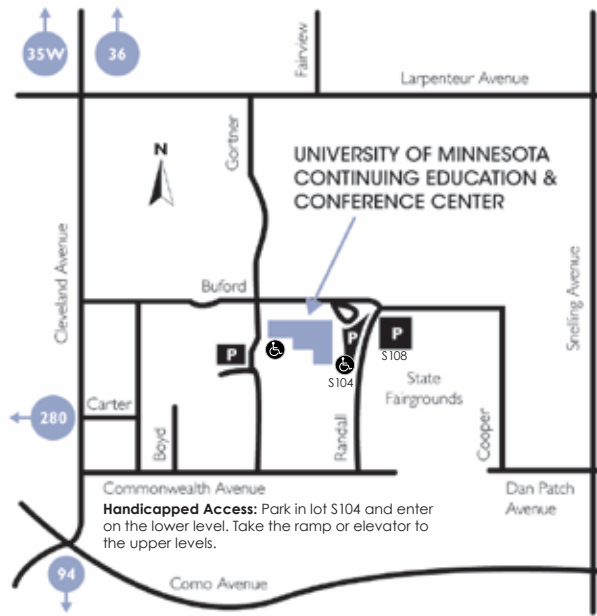 35W
36
Fairview
Larpenteur Avenue
N
Gortner
UNIVERSITY OF MINNESOTA
CONTINUING EDUCATION &
CONFERENCE CENTER
Cleveland Avenue
Snelling Avenue
Buford
P
P
P
S108
S104
State
Fairgrounds
280
Carter
Boyd
Randall
Cooper
Commonwealth Avenue
Dan Patch
Avenue
Handicapped Access: Park in lot S104 and enter
on the lower level. Take the ramp or elevator to
the upper levels.
94
Como Avenue